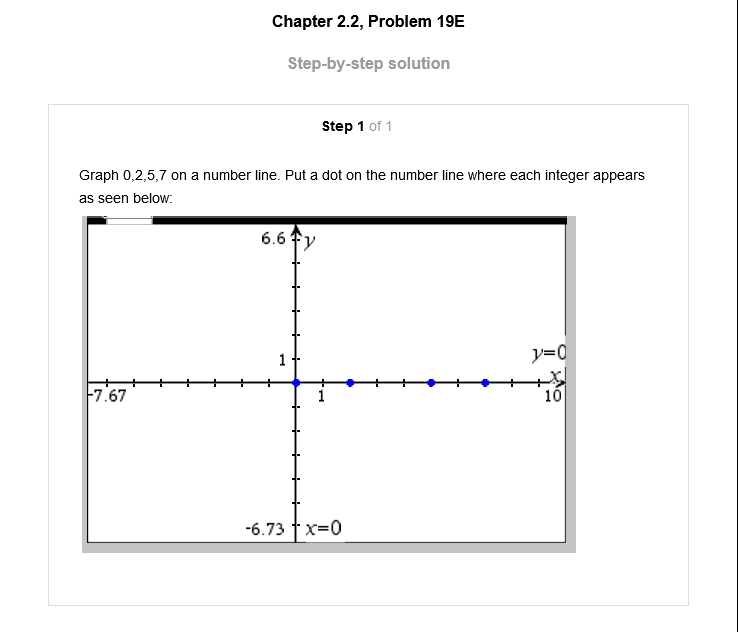 Chapter 2.2, Problem 19E
Step-by-step solution
Step 1 of 1
Graph 0,2,5,7 on a number line. Put a dot on the number line where each integer appears
as seen below:
6.6 y
y=0
1
x
-7.67 1 10
-6.73 x=0